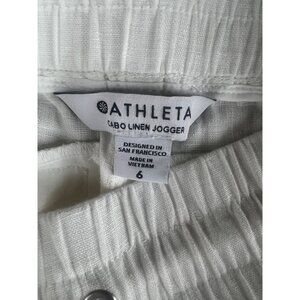 ATHLETA
CABO LINEN JOGGER
DESIGNED IN
SAN FRANCISCO
MADE IN
VIETNAM
6